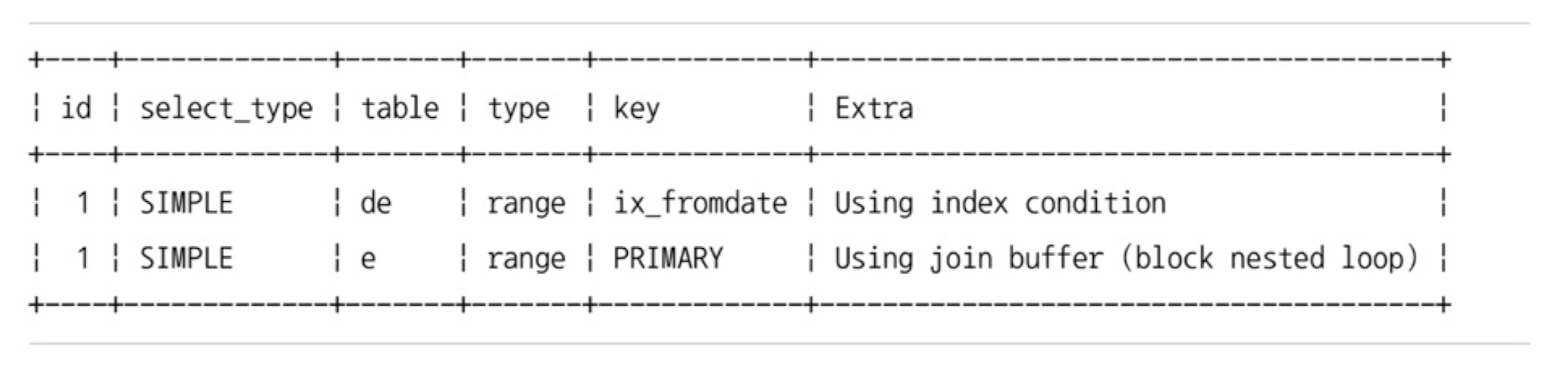 +----+-------------+-------+-------+-------------+-------------------------------------+
| id | select_type | table | type  | key         | Extra                               |
+----+-------------+-------+-------+-------------+-------------------------------------+
|  1 | SIMPLE      | de    | range | ix_fromdate | Using index condition               |
|  1 | SIMPLE      | e     | range | PRIMARY     | Using join buffer (block nested loop) |
+----+-------------+-------+-------+-------------+-------------------------------------+